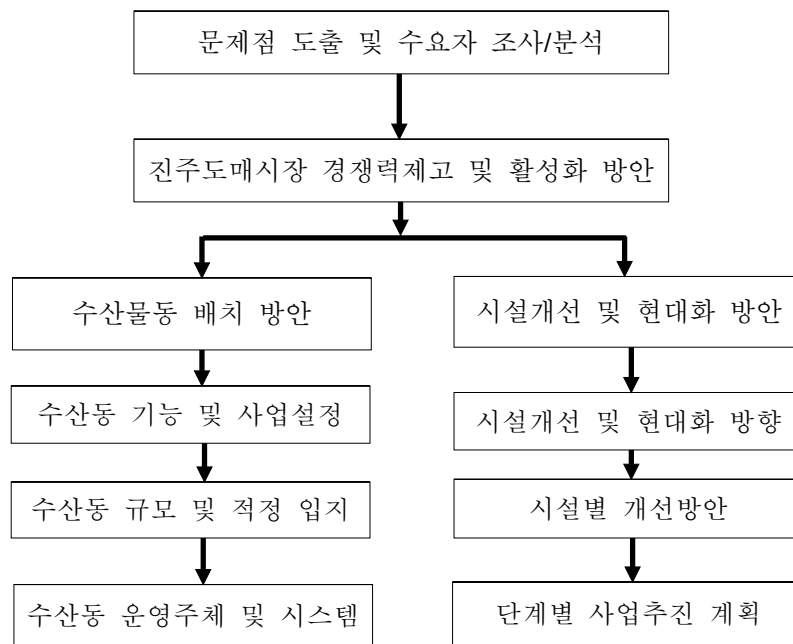 문제점 도출 및 수요자 조사/분석
진주도매시장 경쟁력제고 및 활성화 방안
수산물동 배치 방안
수산동 기능 및 사업설정
수산동 규모 및 적정 입지
수산동 운영주체 및 시스템
시설개선 및 현대화 방안
시설개선 및 현대화 방향
시설별 개선방안
단계별 사업추진 계획